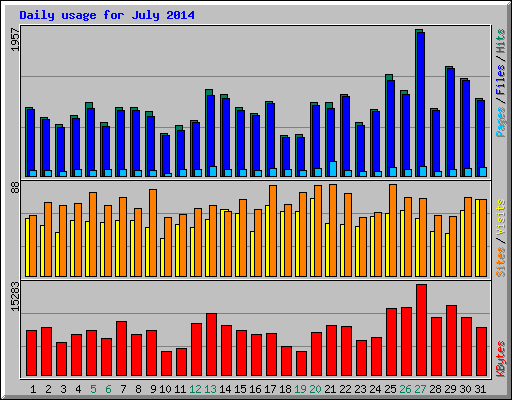 Daily usage for July 2014
1957
Pages / Files / Hits
88
Sites / Visits
15283
KBytes
1 2 3 4 5 6 7 8 9 10 11 12 13 14 15 16 17 18 19 20 21 22 23 24 25 26 27 28 29 30 31